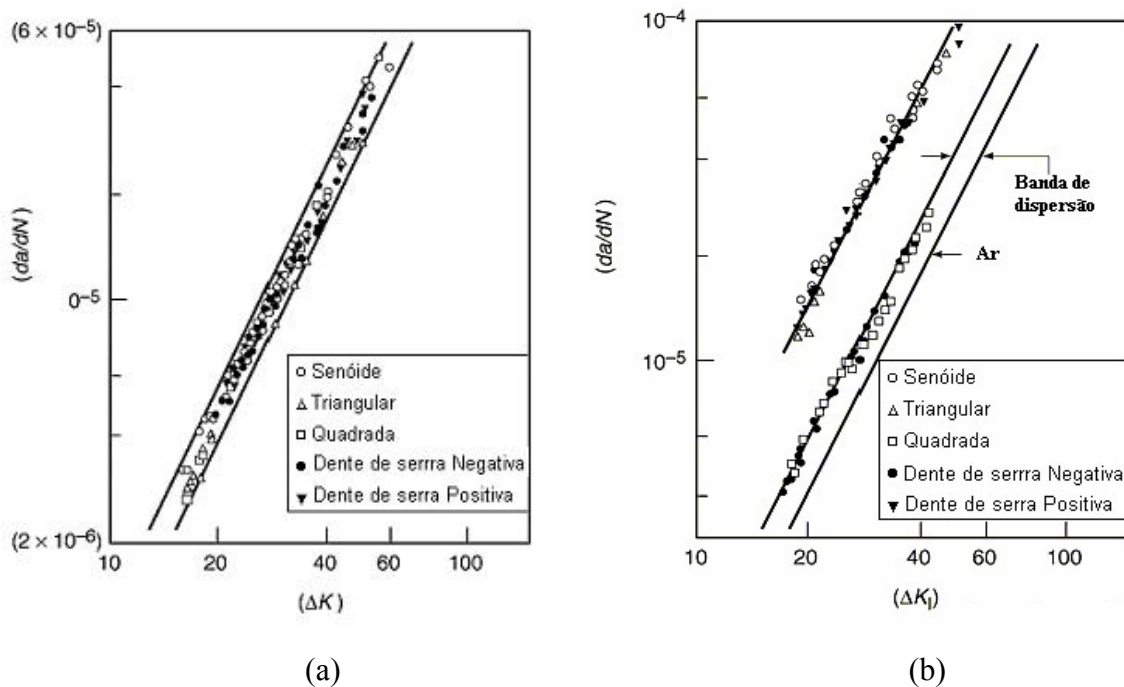 (6 × 10⁻⁵)
0⁻⁵
(2 × 10⁻⁶)
(da/dN)
10
20
40
60
100
(ΔK)
Senóide
Triangular
Quadrada
Dente de serrra Negativa
Dente de serra Positiva
(a)
10⁻⁴
10⁻⁵
(da/dN)
10
20
40
60
100
(ΔK_I)
Banda de
dispersão
Ar
Senóide
Triangular
Quadrada
Dente de serrra Negativa
Dente de serra Positiva
(b)